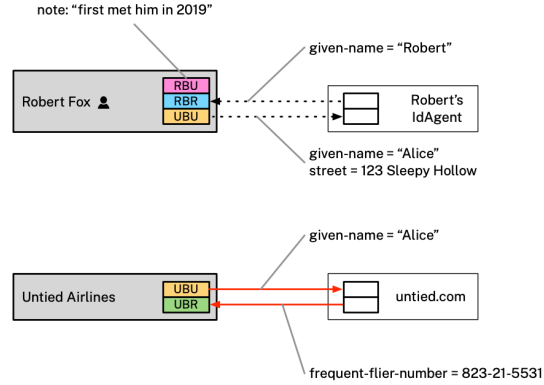 note: “first met him in 2019”
given-name = “Robert”
Robert Fox
RBU
RBR
UBU
Robert's
IdAgent
given-name = “Alice”
street = 123 Sleepy Hollow
given-name = “Alice”
Untied Airlines
UBU
UBR
untied.com
frequent-flier-number = 823-21-5531